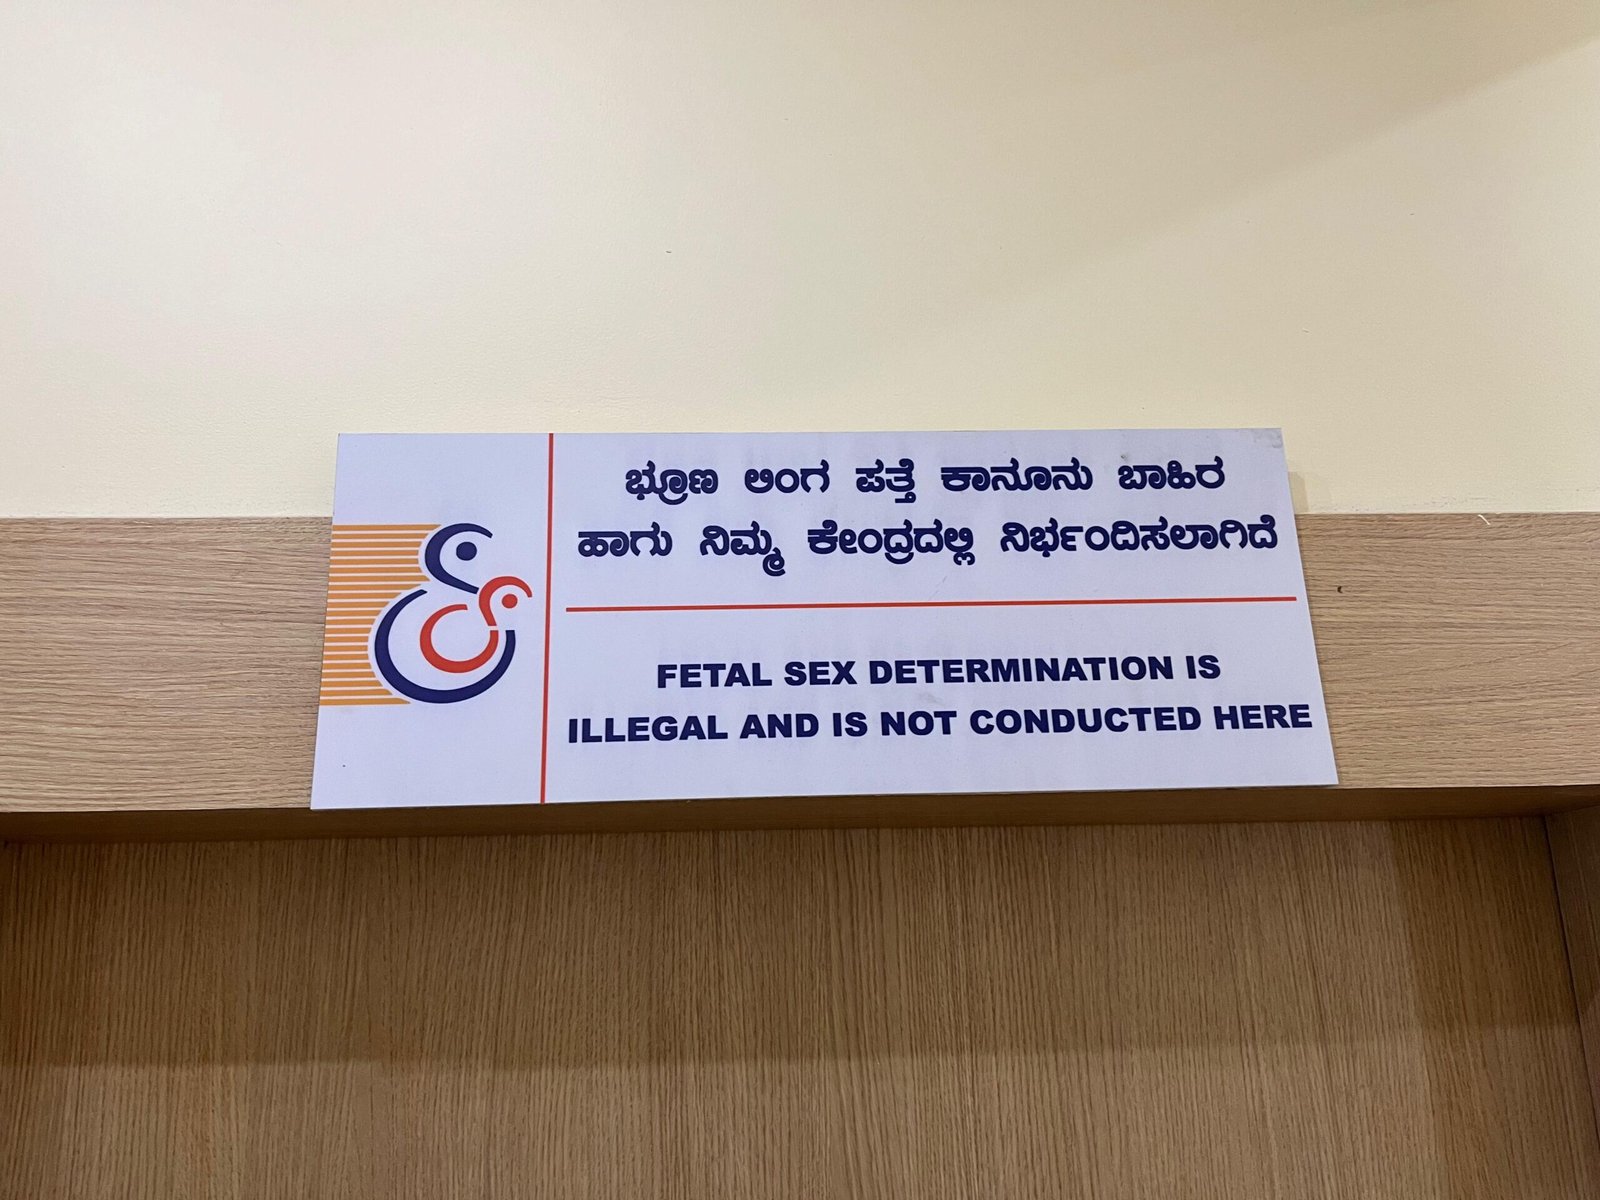 ಭ್ರೂಣ ಲಿಂಗ ಪತ್ತೆ ಕಾನೂನು ಬಾಹಿರ
ಹಾಗು ನಿಮ್ಮ ಕೇಂದ್ರದಲ್ಲಿ ನಿರ್ಭಂದಿಸಲಾಗಿದೆ
FETAL SEX DETERMINATION IS
ILLEGAL AND IS NOT CONDUCTED HERE